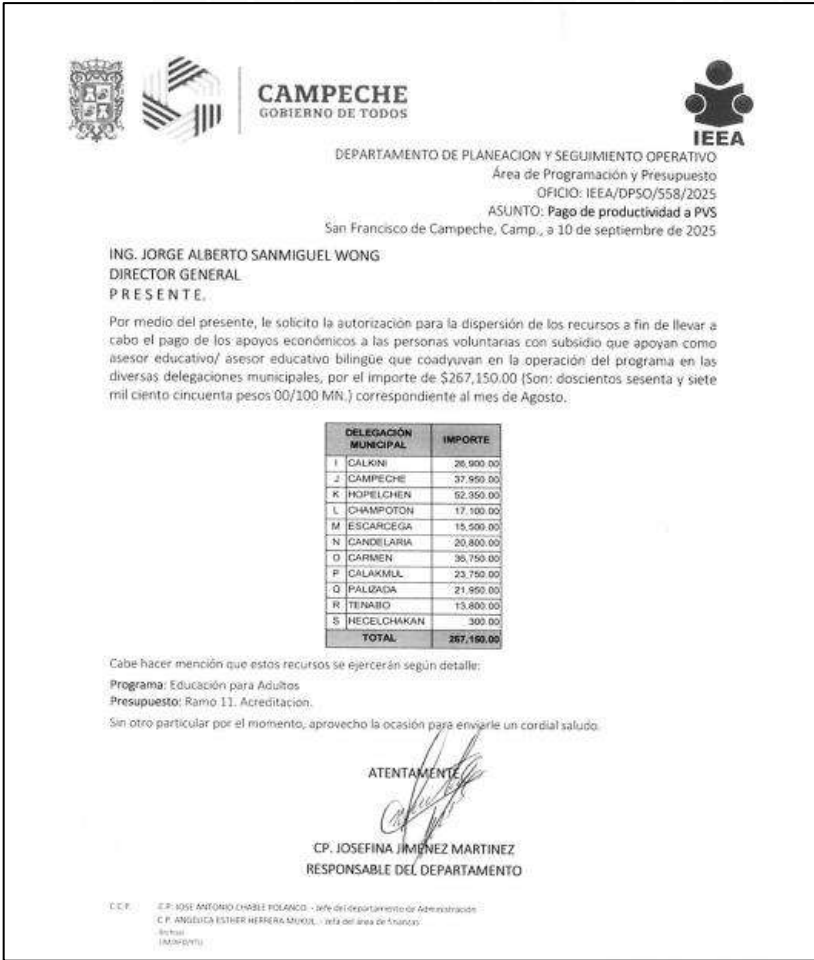 CAMPECHE
GOBIERNO DE TODOS
IEEA
DEPARTAMENTO DE PLANEACION Y SEGUIMIENTO OPERATIVO
Área de Programación y Presupuesto
OFICIO: IEEA/DPSO/558/2025
ASUNTO: Pago de productividad a PVS
San Francisco de Campeche, Camp., a 10 de septiembre de 2025
ING. JORGE ALBERTO SANMIGUEL WONG
DIRECTOR GENERAL
P R E S E N T E.
Por medio del presente, le solicito la autorización para la dispersión de los recursos a fin de llevar a
cabo el pago de los apoyos económicos a las personas voluntarias con subsidio que apoyan como
asesor educativo/ asesor educativo bilingüe que coadyuvan en la operación del programa en las
diversas delegaciones municipales, por el importe de $267,150.00 (Son: doscientos sesenta y siete
mil ciento cincuenta pesos 00/100 MN.) correspondiente al mes de Agosto.
DELEGACIÓN MUNICIPAL IMPORTE
I CALKINI 26,900.00
J CAMPECHE 37,950.00
K HOPELCHEN 52,350.00
L CHAMPOTON 17,100.00
M ESCARCEGA 15,500.00
N CANDELARIA 20,800.00
O CARMEN 36,750.00
P CALAKMUL 23,750.00
Q PALIZADA 21,950.00
R TENABO 13,800.00
S HECELCHAKAN 300.00
TOTAL 267,150.00
Cabe hacer mención que estos recursos se ejercerán según detalle:
Programa: Educación para Adultos
Presupuesto: Ramo 11. Acreditacion.
Sin otro particular por el momento, aprovecho la ocasión para enviarle un cordial saludo.
ATENTAMENTE
CP. JOSEFINA JIMENEZ MARTINEZ
RESPONSABLE DEL DEPARTAMENTO
C.C.P. C.P. JOSE ANTONIO CHABLE POLANCO. - Jefe del departamento de Administración
C.P. ANGELICA ESTHER HERRERA MUKUL. - Jefa del área de finanzas
Archivo